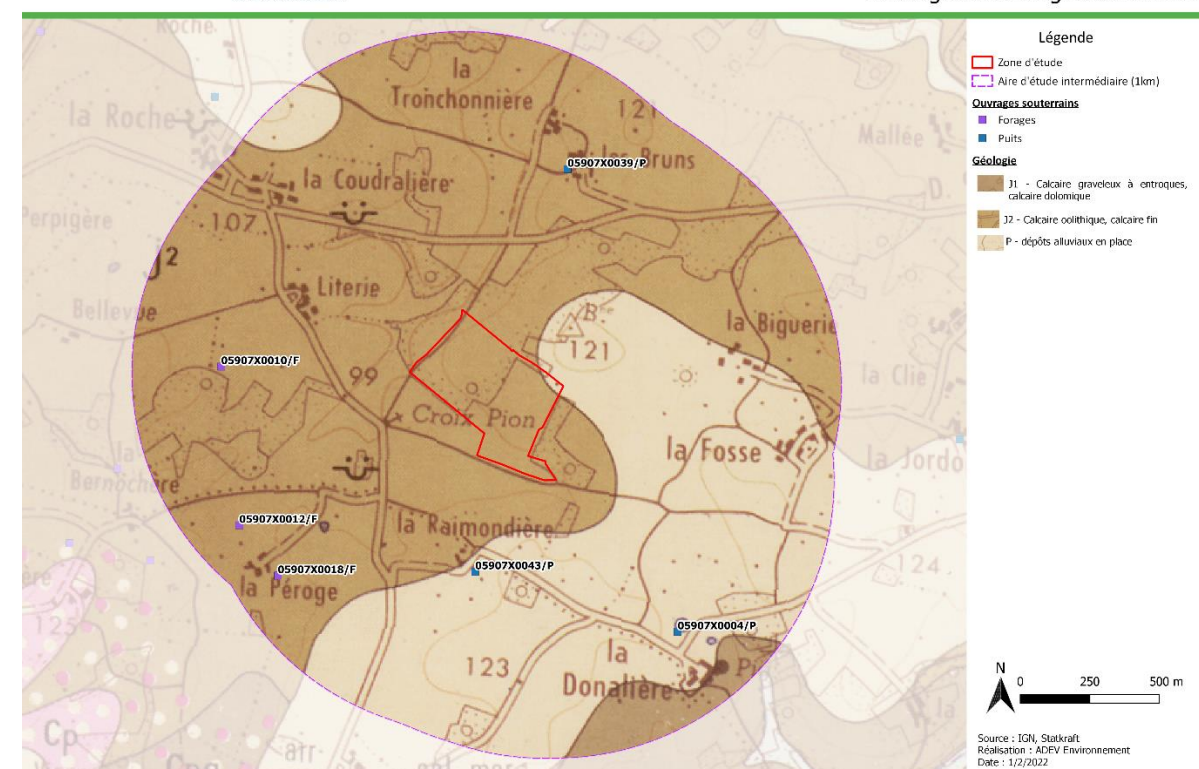 la Roche
la
Tronchonnière
121
les Bruns
05907X0039/P
Mallée
la Coudralière
Perpigère
107
J2
Literie
Bellevue
Bne
121
la Biguerie
05907X0010/F
99
la Clie
Croix Pion
la Fosse
la Jordo
la
Bernochère
05907X0012/F
la Raimondière
05907X0018/F
05907X0043/P
124
la Péroge
05907X0004/P
123
la
Donalière
Cp
Légende
Zone d'étude
Aire d'étude intermédiaire (1km)
Ouvrages souterrains
Forages
Puits
Géologie
J1 - Calcaire graveleux à entroques,
calcaire dolomique
J2 - Calcaire oolithique, calcaire fin
P - dépôts alluviaux en place
N
0 250 500 m
Source : IGN, Statkraft
Réalisation : ADEV Environnement
Date : 1/2/2022